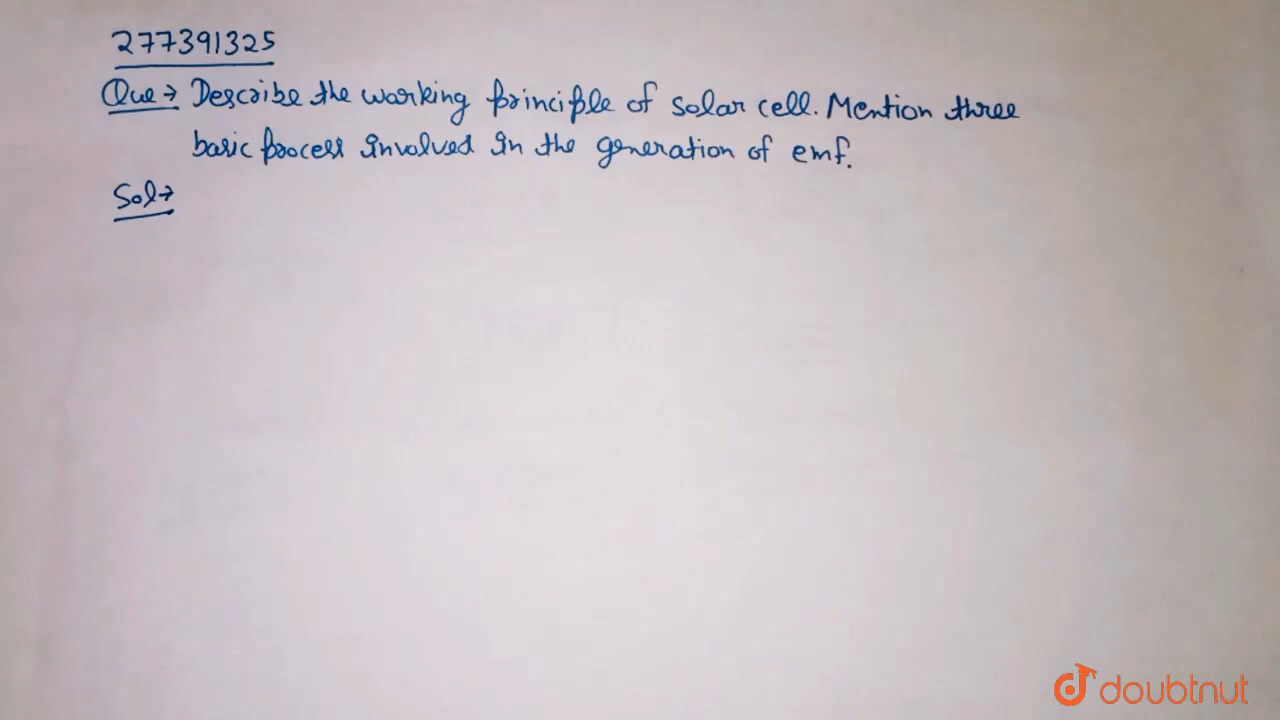 277391325
Que → Describe the working principle of solar cell. Mention three
basic process involved in the generation of emf.
Sol →
doubtnut